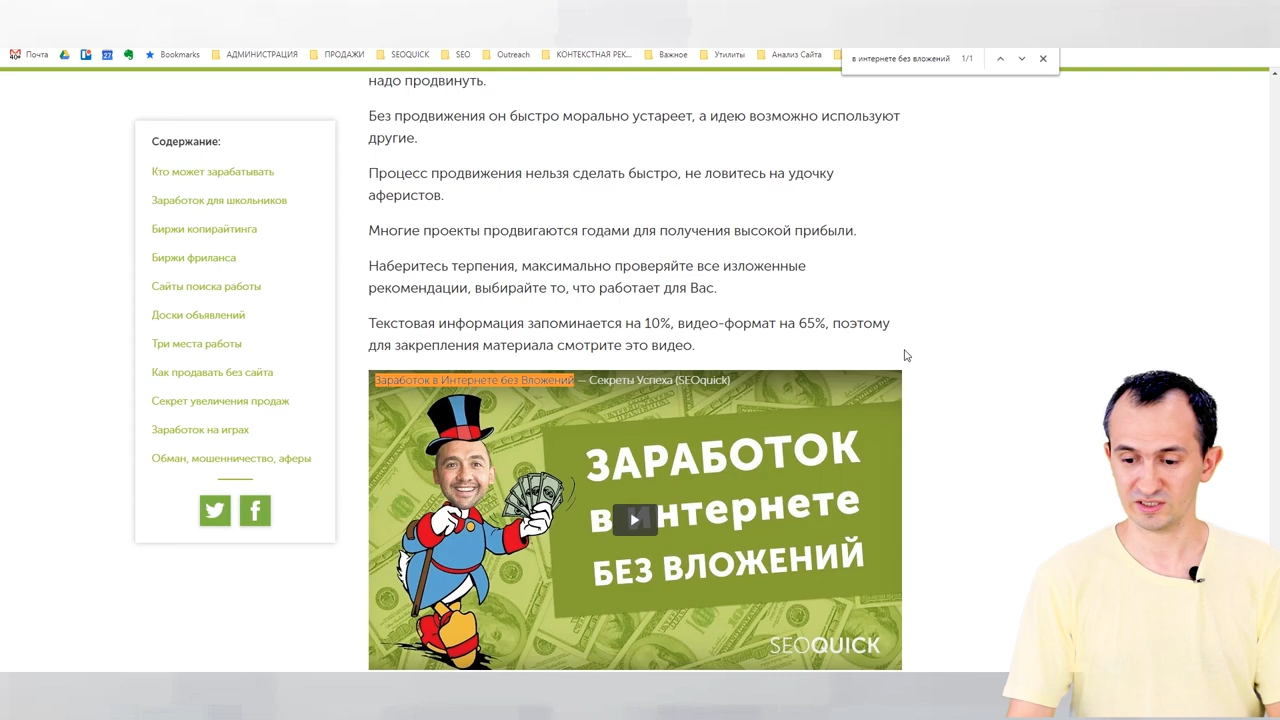 Почта
Bookmarks
АДМИНИСТРАЦИЯ
ПРОДАЖИ
SEOQUICK
SEO
Outreach
КОНТЕКСТНАЯ РЕК...
Важное
Утилиты
Анализ Сайта
в интернете без вложений 1/1
надо продвинуть.
Без продвижения он быстро морально устареет, а идею возможно используют
другие.
Процесс продвижения нельзя сделать быстро, не ловитесь на удочку
аферистов.
Многие проекты продвигаются годами для получения высокой прибыли.
Наберитесь терпения, максимально проверяйте все изложенные
рекомендации, выбирайте то, что работает для Вас.
Текстовая информация запоминается на 10%, видео-формат на 65%, поэтому
для закрепления материала смотрите это видео.
Содержание:
Кто может зарабатывать
Заработок для школьников
Биржи копирайтинга
Биржи фриланса
Сайты поиска работы
Доски объявлений
Три места работы
Как продавать без сайта
Секрет увеличения продаж
Заработок на играх
Обман, мошенничество, аферы
Заработок в Интернете без Вложений — Секреты Успеха (SEOquick)
ЗАРАБОТОК
в интернете
БЕЗ ВЛОЖЕНИЙ
SEOQUICK